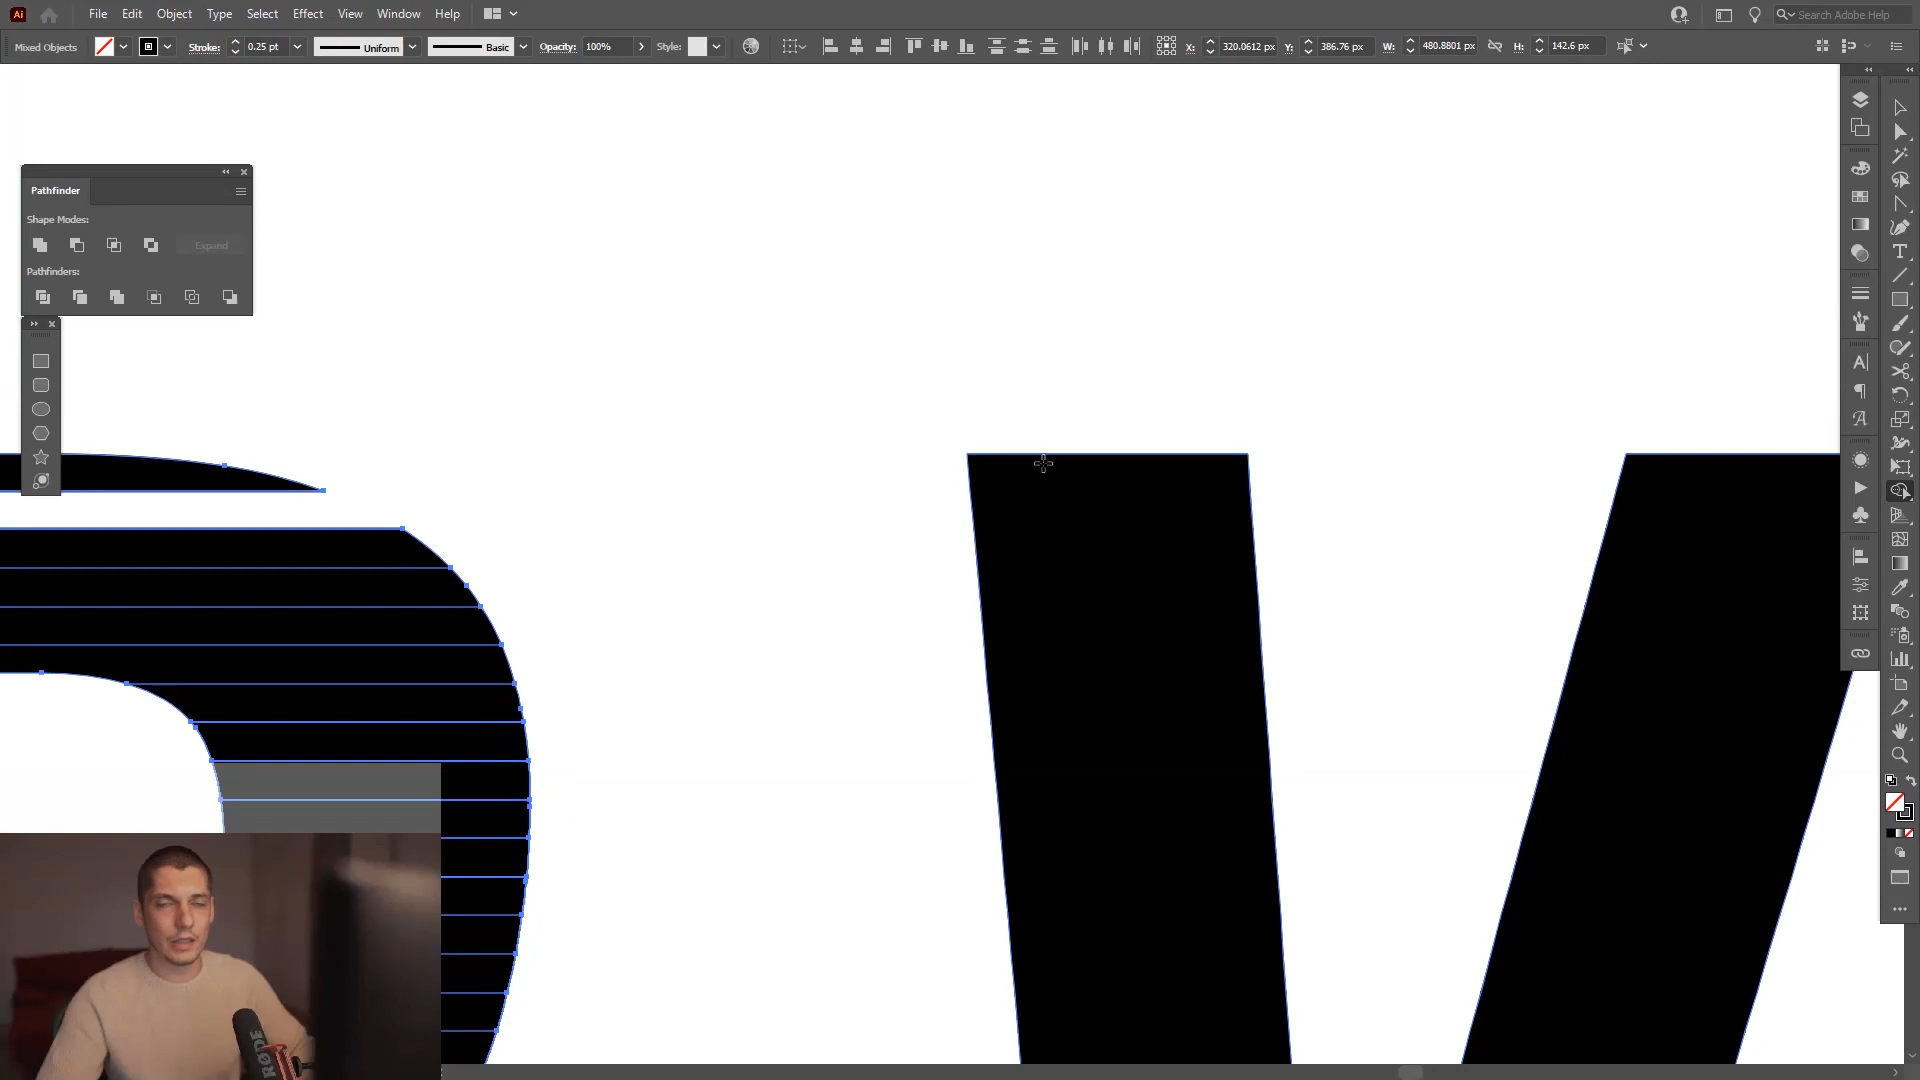 Ai File Edit Object Type Select Effect View Window Help Search Adobe Help
Mixed Objects Stroke: 0.25 pt Uniform Basic Opacity: 100% Style: X: 320.0612 px Y: 386.76 px W: 480.8801 px H: 142.6 px
Pathfinder
Shape Modes:
Expand
Pathfinders:
RØDE